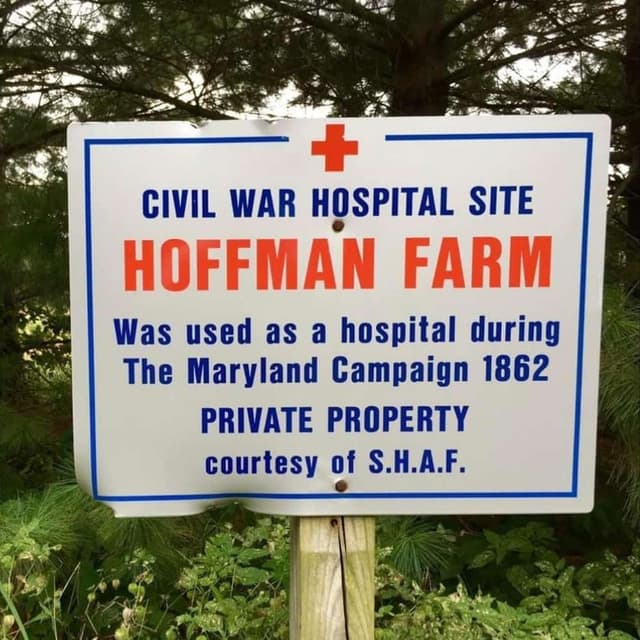 CIVIL WAR HOSPITAL SITE
HOFFMAN FARM
Was used as a hospital during
The Maryland Campaign 1862
PRIVATE PROPERTY
courtesy of S.H.A.F.